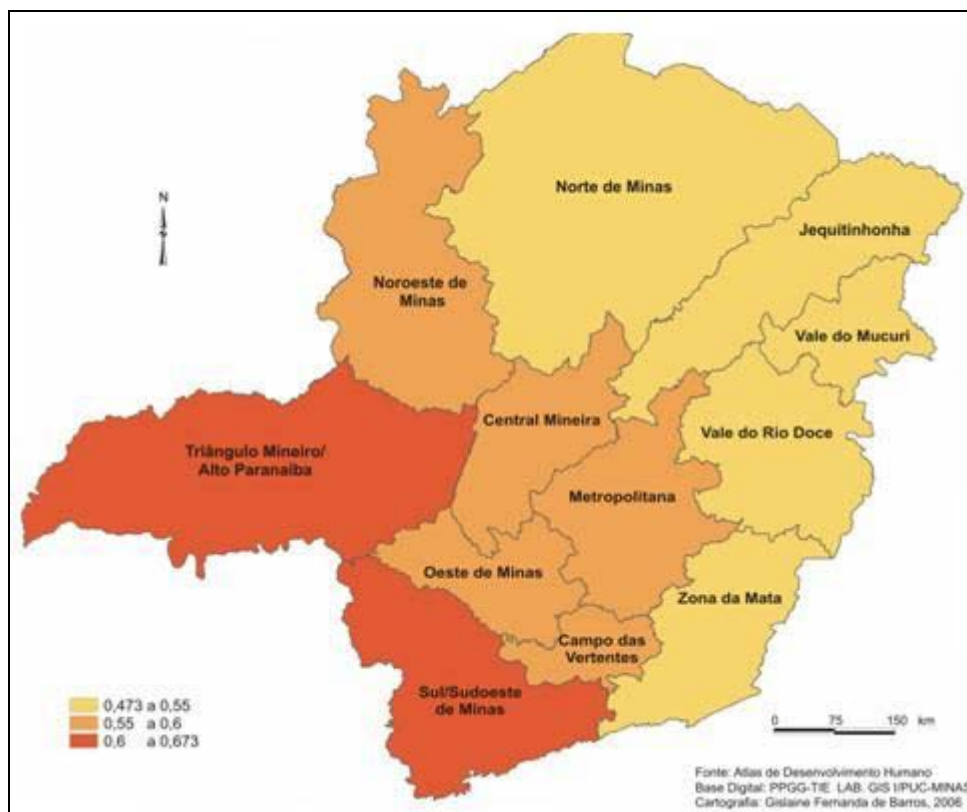 N
Norte de Minas
Jequitinhonha
Noroeste de
Minas
Vale do Mucuri
Central Mineira
Vale do Rio Doce
Triângulo Mineiro/
Alto Paranaiba
Metropolitana
Oeste de Minas
Zona da Mata
Campo das
Vertentes
Sul/Sudoeste
de Minas
0,473 a 0,55
0,55 a 0,6
0,6 a 0,673
0 75 150 km
Fonte: Atlas de Desenvolvimento Humano
Base Digital: PPGG-TIE LAB. GIS I/PUC-MINAS
Cartografia: Gislaine Fernanda de Barros, 2006